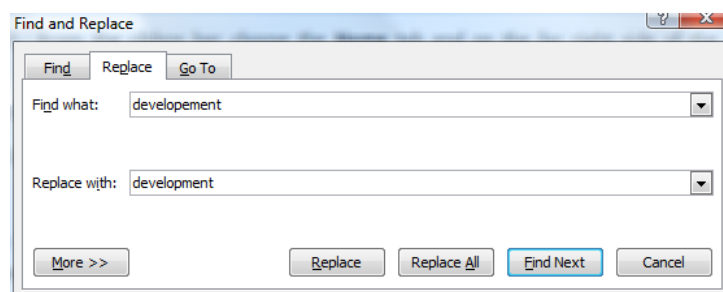 Find and Replace
Find Replace Go To
Find what: developement
Replace with: development
More >> Replace Replace All Find Next Cancel